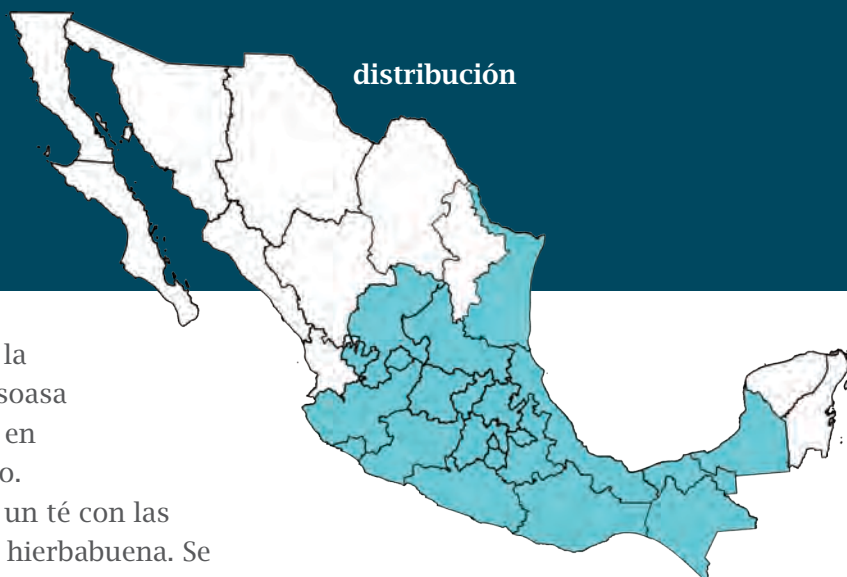 distribución
la
soasa
en
o.
un té con las
hierbabuena. Se